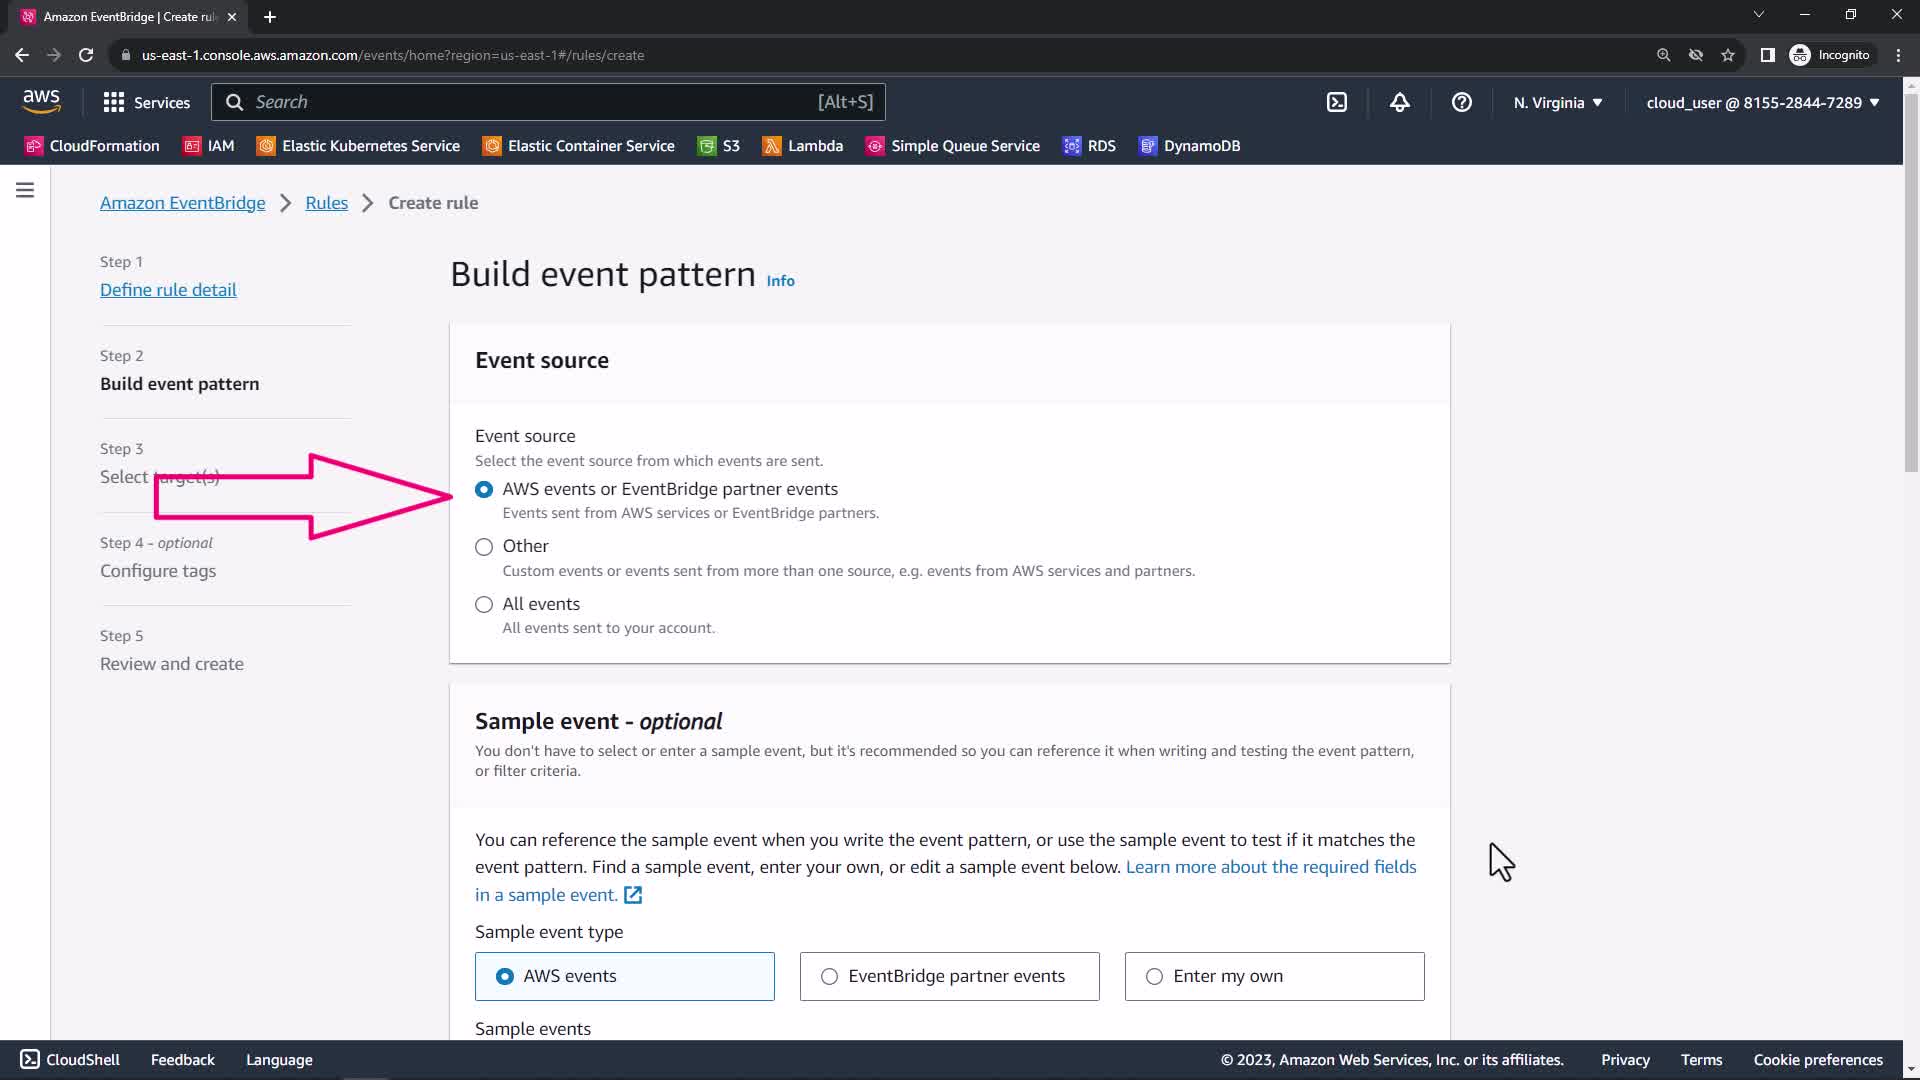 Amazon EventBridge | Create rul
us-east-1.console.aws.amazon.com/events/home?region=us-east-1#/rules/create
Incognito
aws
Services
Search
[Alt+S]
N. Virginia
cloud_user @ 8155-2844-7289
CloudFormation
IAM
Elastic Kubernetes Service
Elastic Container Service
S3
Lambda
Simple Queue Service
RDS
DynamoDB
Amazon EventBridge
Rules
Create rule
Step 1
Define rule detail
Step 2
Build event pattern
Step 3
Select target(s)
Step 4 - optional
Configure tags
Step 5
Review and create
Build event pattern Info
Event source
Event source
Select the event source from which events are sent.
AWS events or EventBridge partner events
Events sent from AWS services or EventBridge partners.
Other
Custom events or events sent from more than one source, e.g. events from AWS services and partners.
All events
All events sent to your account.
Sample event - optional
You don't have to select or enter a sample event, but it's recommended so you can reference it when writing and testing the event pattern,
or filter criteria.
You can reference the sample event when you write the event pattern, or use the sample event to test if it matches the
event pattern. Find a sample event, enter your own, or edit a sample event below. Learn more about the required fields
in a sample event.
Sample event type
AWS events
EventBridge partner events
Enter my own
Sample events
CloudShell
Feedback
Language
© 2023, Amazon Web Services, Inc. or its affiliates.
Privacy
Terms
Cookie preferences